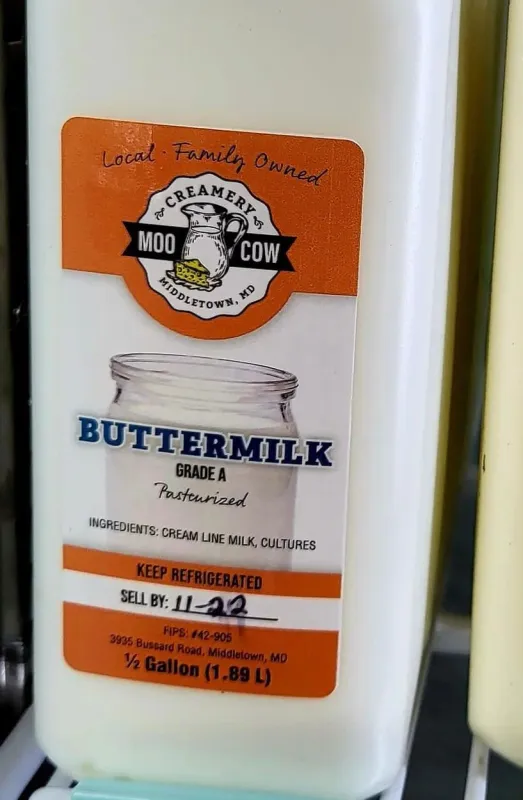 Local · Family Owned
CREAMERY
MOO COW
MIDDLETOWN, MD
BUTTERMILK
GRADE A
Pasteurized
INGREDIENTS: CREAM LINE MILK, CULTURES
KEEP REFRIGERATED
SELL BY: 11-22
FIPS: #42-905
3935 Bussard Road, Middletown, MD
½ Gallon (1.89 L)